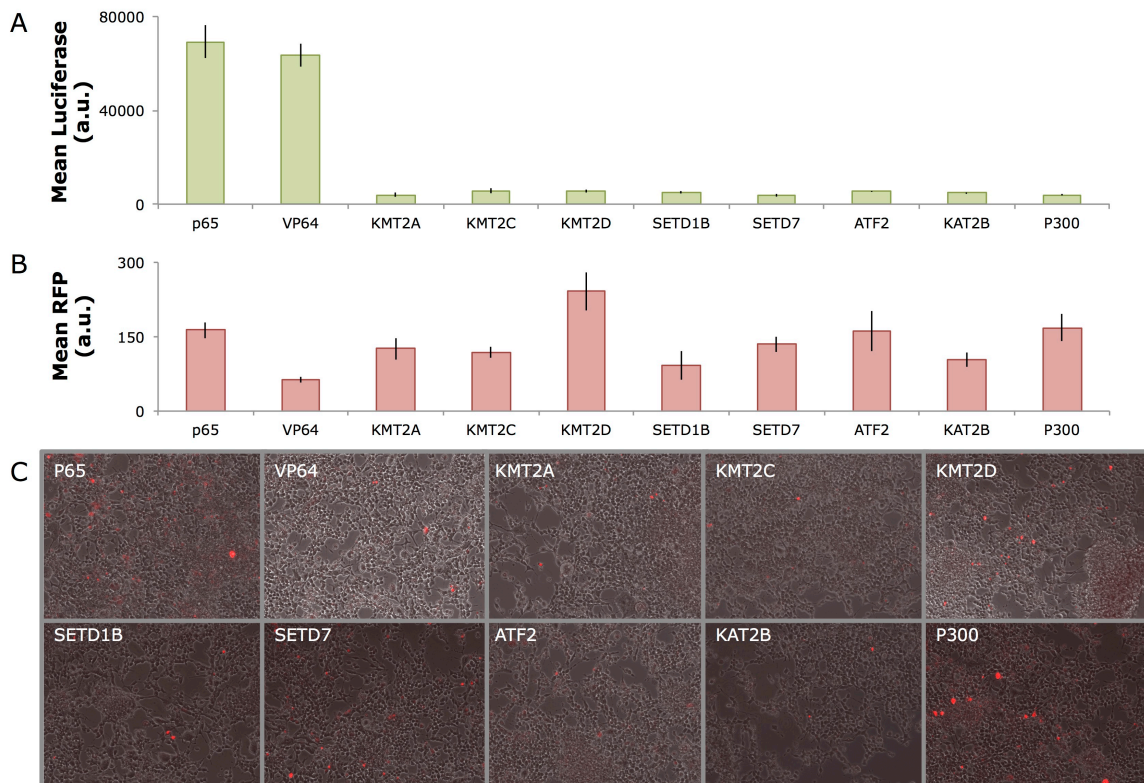 A
Mean Luciferase
(a.u.)
80000
40000
0
p65 VP64 KMT2A KMT2C KMT2D SETD1B SETD7 ATF2 KAT2B P300
B
Mean RFP
(a.u.)
300
150
0
p65 VP64 KMT2A KMT2C KMT2D SETD1B SETD7 ATF2 KAT2B P300
C
P65 VP64 KMT2A KMT2C KMT2D
SETD1B SETD7 ATF2 KAT2B P300